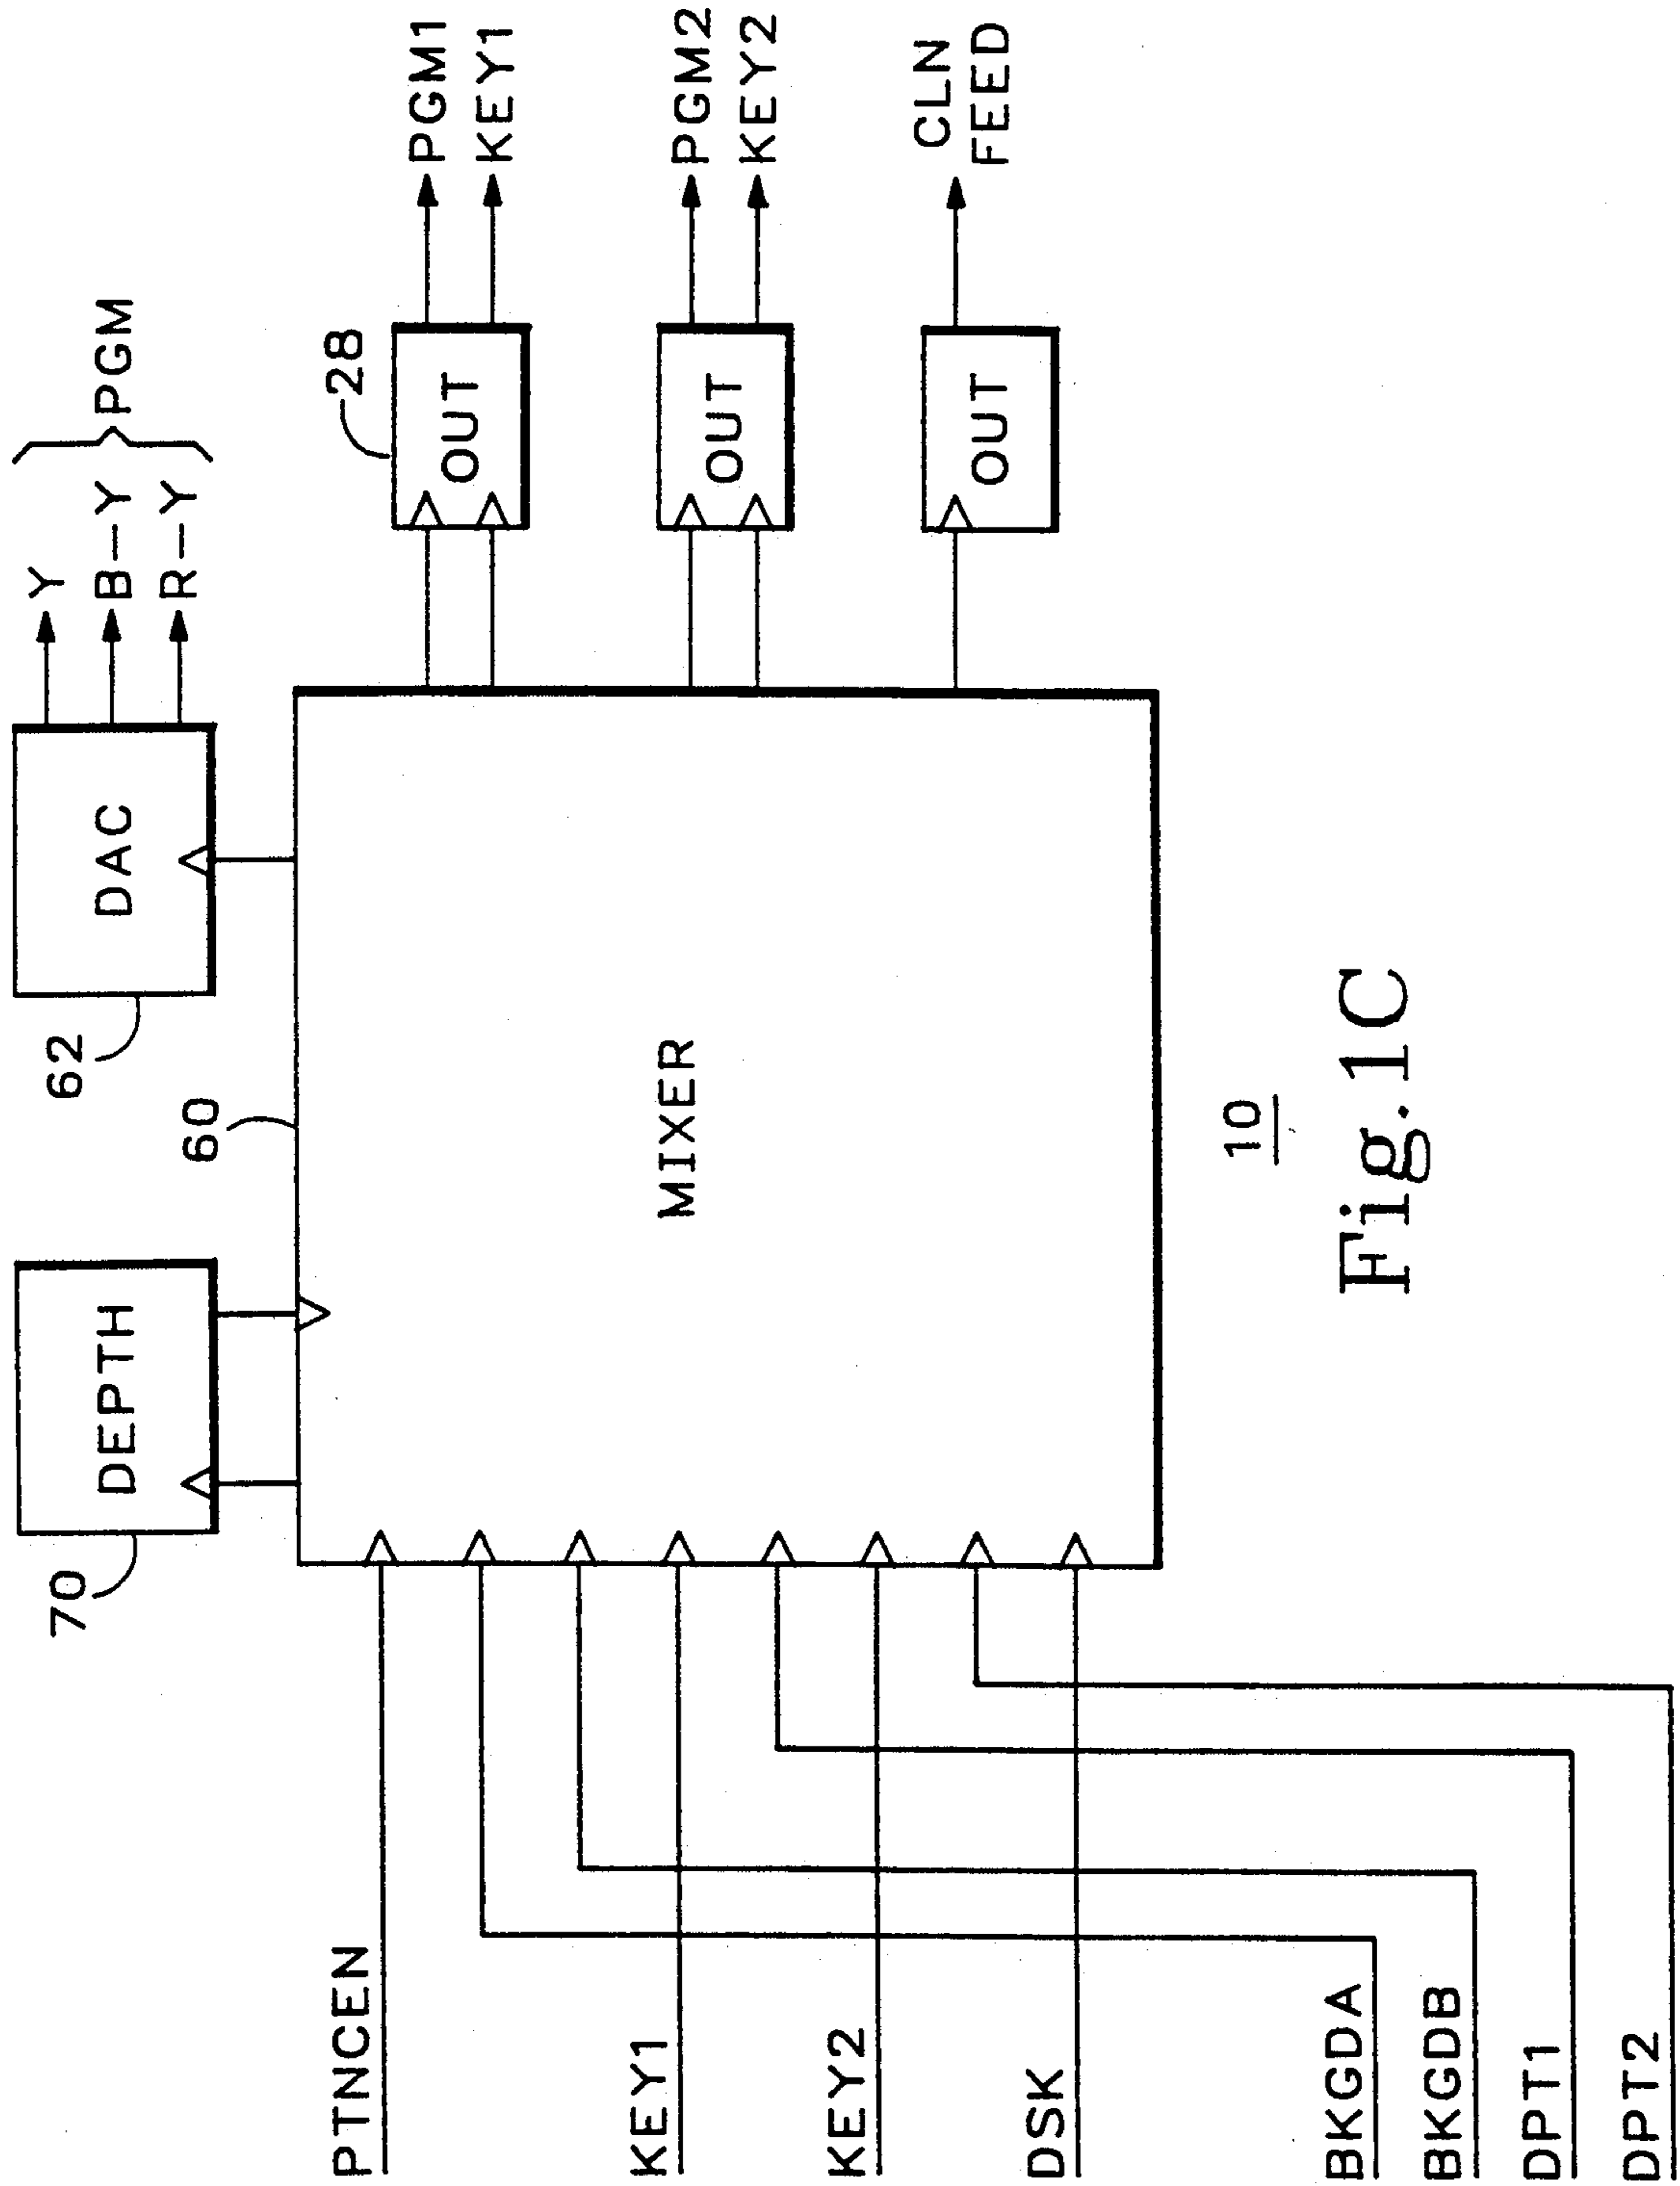 Y
B-Y
R-Y
PGM
62
DAC
70
DEPTH
60
28
OUT
PGM1
KEY1
OUT
PGM2
KEY2
OUT
CLN
FEED
MIXER
PTNCEN
KEY1
KEY2
DSK
BKGDA
BKGDB
DPT1
DPT2
10
Fig.1C